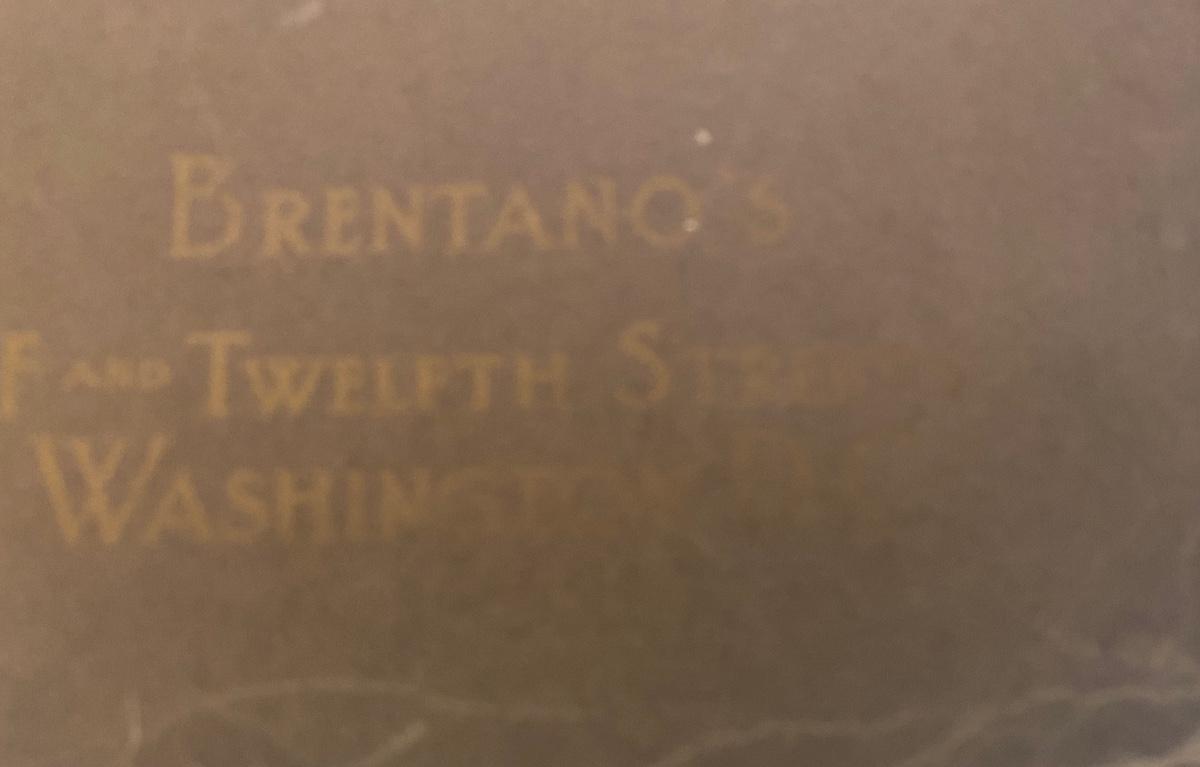 BRENTANO'S
F AND TWELFTH STREETS
WASHINGTON D.C.